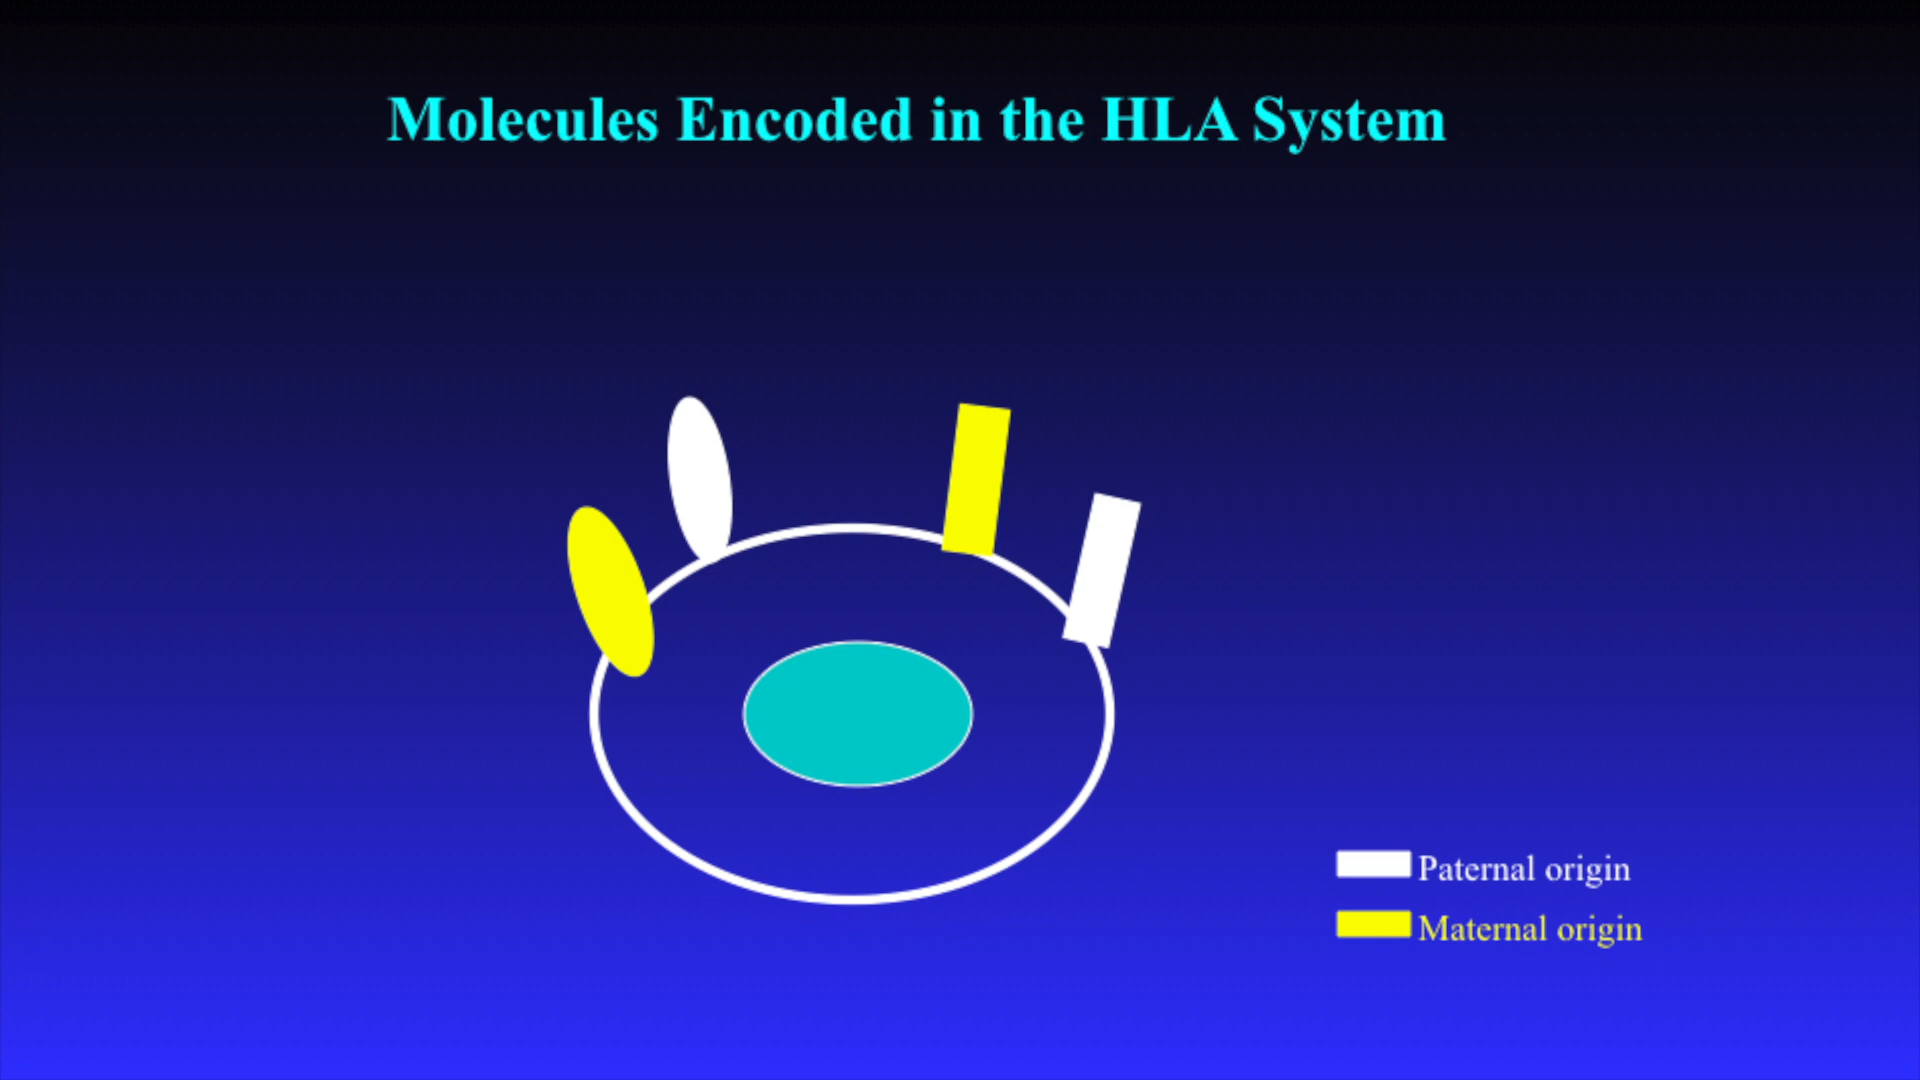 Molecules Encoded in the HLA System
Paternal origin
Maternal origin